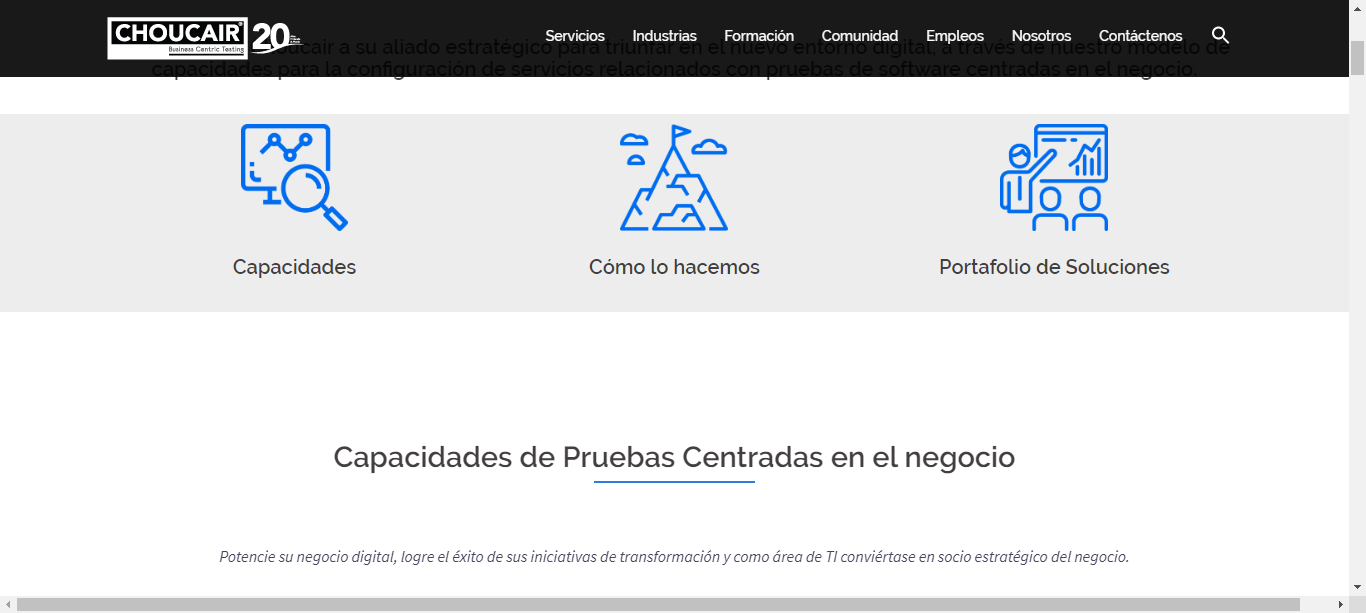 CHOUCAIR®
Business Centric Testing
20
Servicios Industrias Formación Comunidad Empleos Nosotros Contáctenos
Choucair a su aliado estratégico para triunfar en el nuevo entorno digital, a través de nuestro modelo de
capacidades para la configuración de servicios relacionados con pruebas de software centradas en el negocio.
Capacidades
Cómo lo hacemos
Portafolio de Soluciones
Capacidades de Pruebas Centradas en el negocio
Potencie su negocio digital, logre el éxito de sus iniciativas de transformación y como área de TI conviértase en socio estratégico del negocio.